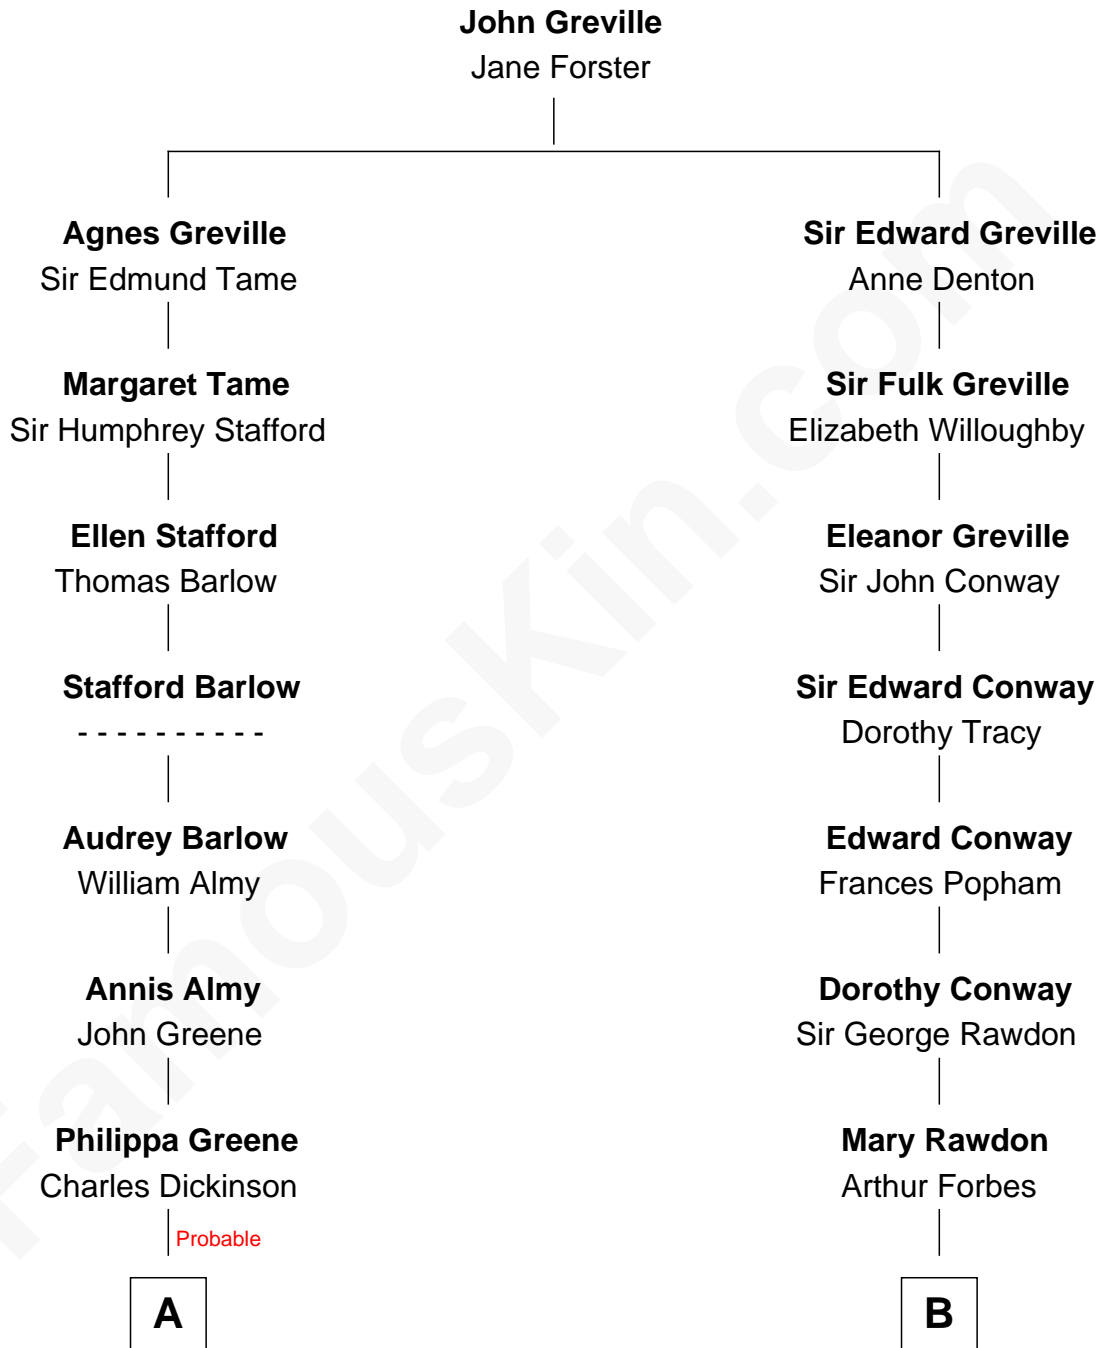 John Greville
Jane Forster
Agnes Greville
Sir Edmund Tame
Sir Edward Greville
Anne Denton
Margaret Tame
Sir Humphrey Stafford
Sir Fulk Greville
Elizabeth Willoughby
Ellen Stafford
Thomas Barlow
Eleanor Greville
Sir John Conway
Stafford Barlow
- - - - - - - - - -
Sir Edward Conway
Dorothy Tracy
Audrey Barlow
William Almy
Edward Conway
Frances Popham
Annis Almy
John Greene
Dorothy Conway
Sir George Rawdon
Philippa Greene
Charles Dickinson
Mary Rawdon
Arthur Forbes
Probable
A
B
FamousKin.com